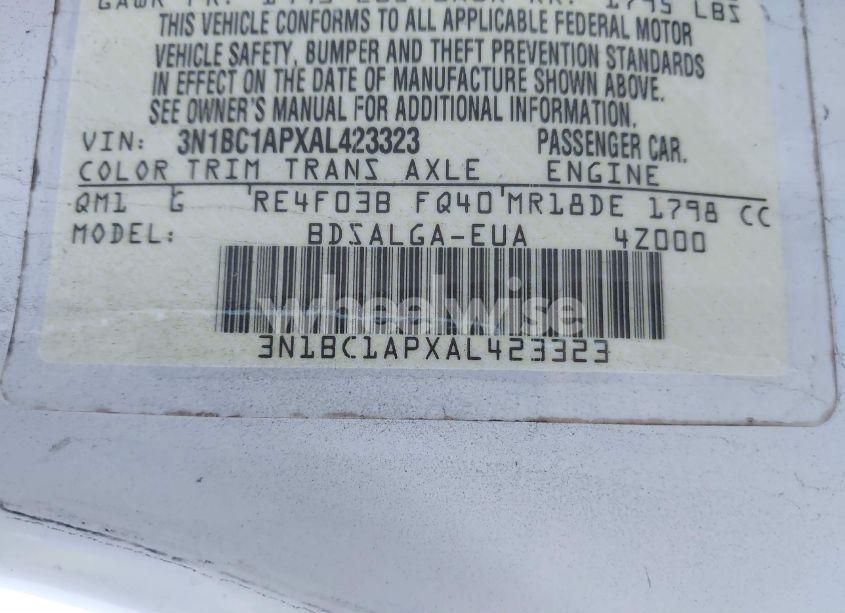 THIS VEHICLE CONFORMS TO ALL APPLICABLE FEDERAL MOTOR
VEHICLE SAFETY, BUMPER AND THEFT PREVENTION STANDARDS
IN EFFECT ON THE DATE OF MANUFACTURE SHOWN ABOVE.
SEE OWNER'S MANUAL FOR ADDITIONAL INFORMATION.
VIN: 3N1BC1APXAL423323 PASSENGER CAR.
COLOR TRIM TRANS AXLE ENGINE
QM1 G RE4F03B FQ40 MR18DE 1798 CC
MODEL: BDSALGA-EUA 4Z000
wheelwise
3N1BC1APXAL423323